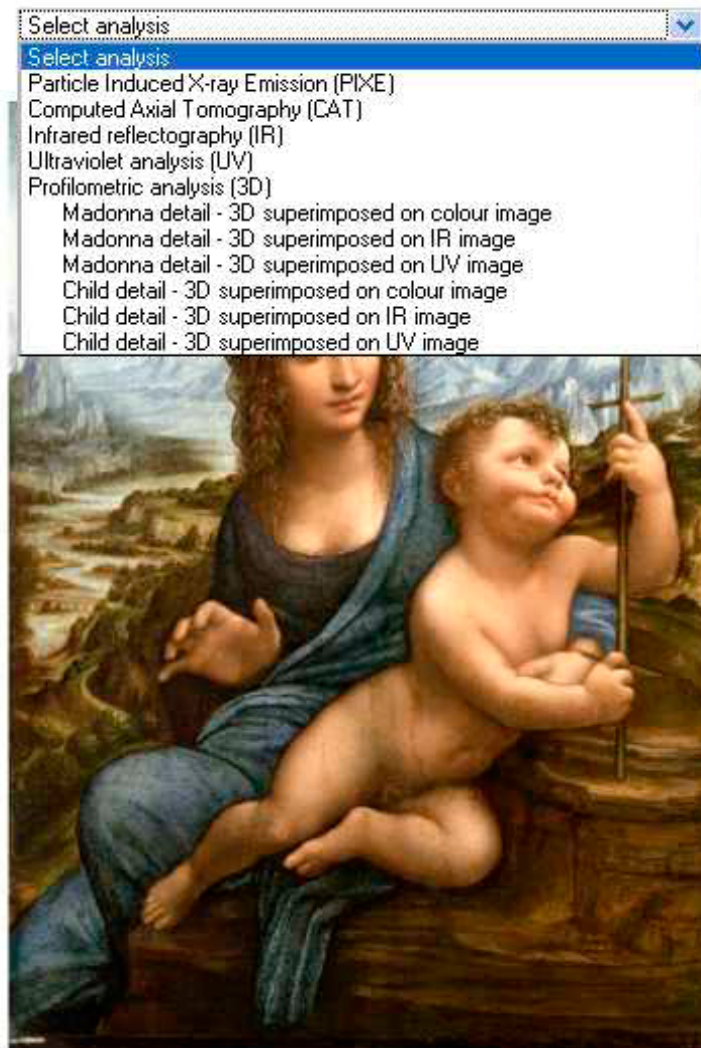 Select analysis
Select analysis
Particle Induced X-ray Emission (PIXE)
Computed Axial Tomography (CAT)
Infrared reflectography (IR)
Ultraviolet analysis (UV)
Profilometric analysis (3D)
Madonna detail - 3D superimposed on colour image
Madonna detail - 3D superimposed on IR image
Madonna detail - 3D superimposed on UV image
Child detail - 3D superimposed on colour image
Child detail - 3D superimposed on IR image
Child detail - 3D superimposed on UV image